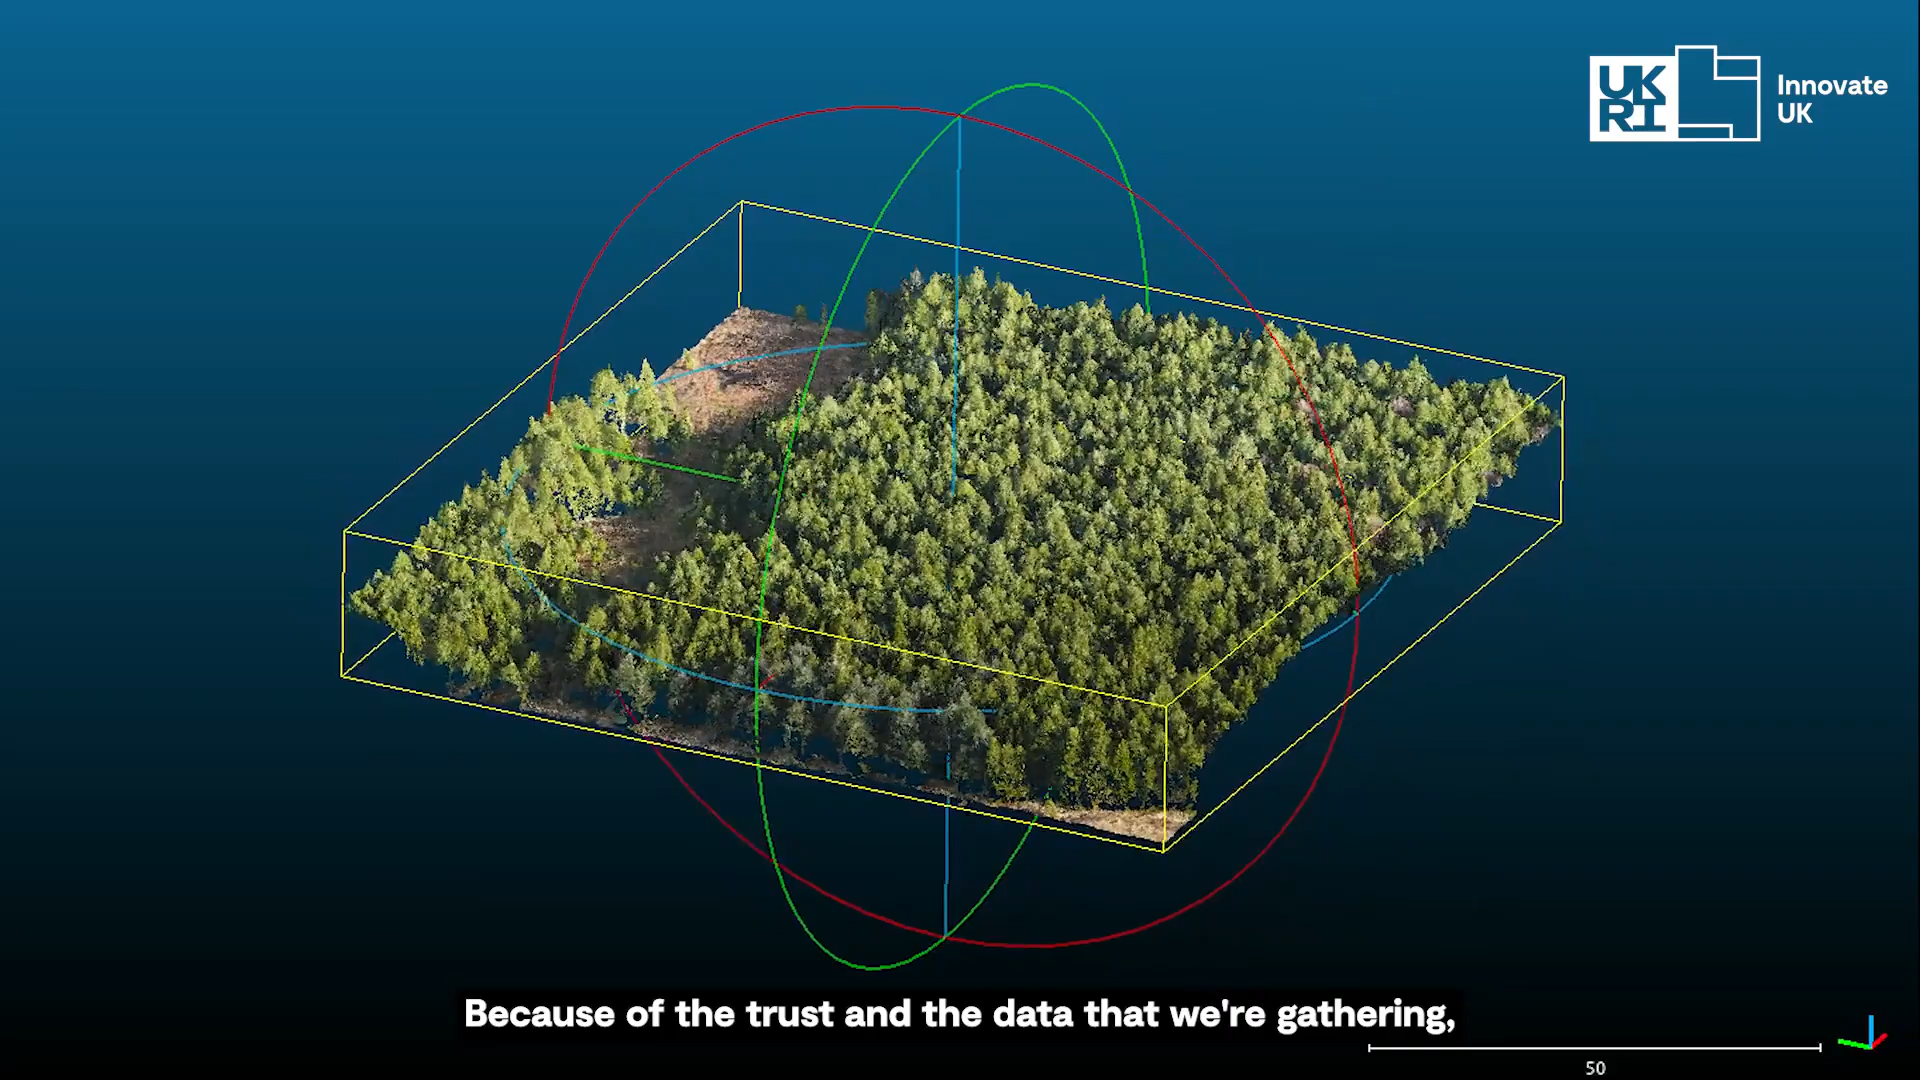 UK
RI
Innovate
UK
Because of the trust and the data that we're gathering,
50